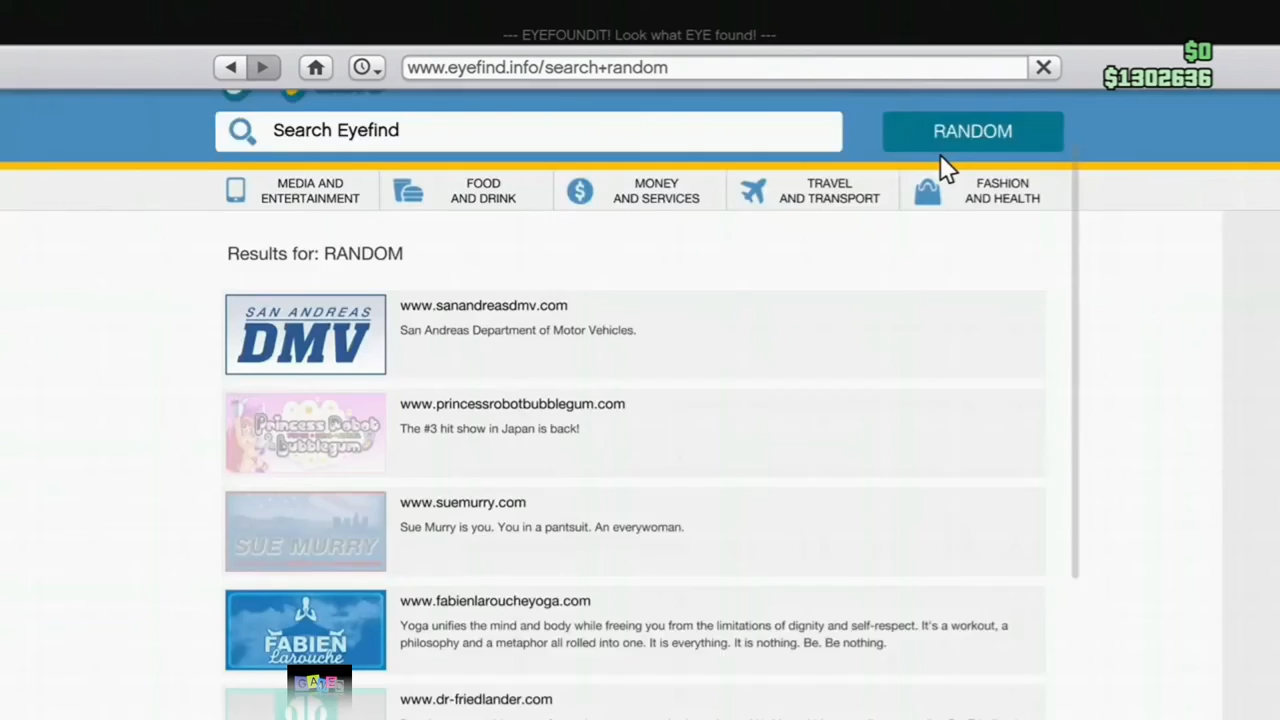 --- EYEFOUNDIT! Look what EYE found! ---
$0
www.eyefind.info/search+random
$1302636
Search Eyefind
RANDOM
MEDIA AND
ENTERTAINMENT
FOOD
AND DRINK
MONEY
AND SERVICES
TRAVEL
AND TRANSPORT
FASHION
AND HEALTH
Results for: RANDOM
SAN ANDREAS
DMV
www.sanandreasdmv.com
San Andreas Department of Motor Vehicles.
Princess Robot
Bubblegum
www.princessrobotbubblegum.com
The #3 hit show in Japan is back!
SUE MURRY
www.suemurry.com
Sue Murry is you. You in a pantsuit. An everywoman.
FABIEN
Larouche
www.fabienlaroucheyoga.com
Yoga unifies the mind and body while freeing you from the limitations of dignity and self-respect. It's a workout, a
philosophy and a metaphor all rolled into one. It is everything. It is nothing. Be. Be nothing.
www.dr-friedlander.com